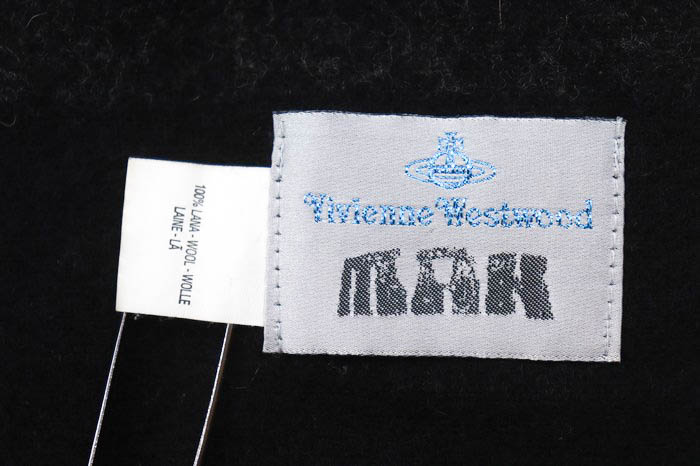 100% LANA - WOOL - WOLLE
LAINE - LÃ
Vivienne Westwood
MAN